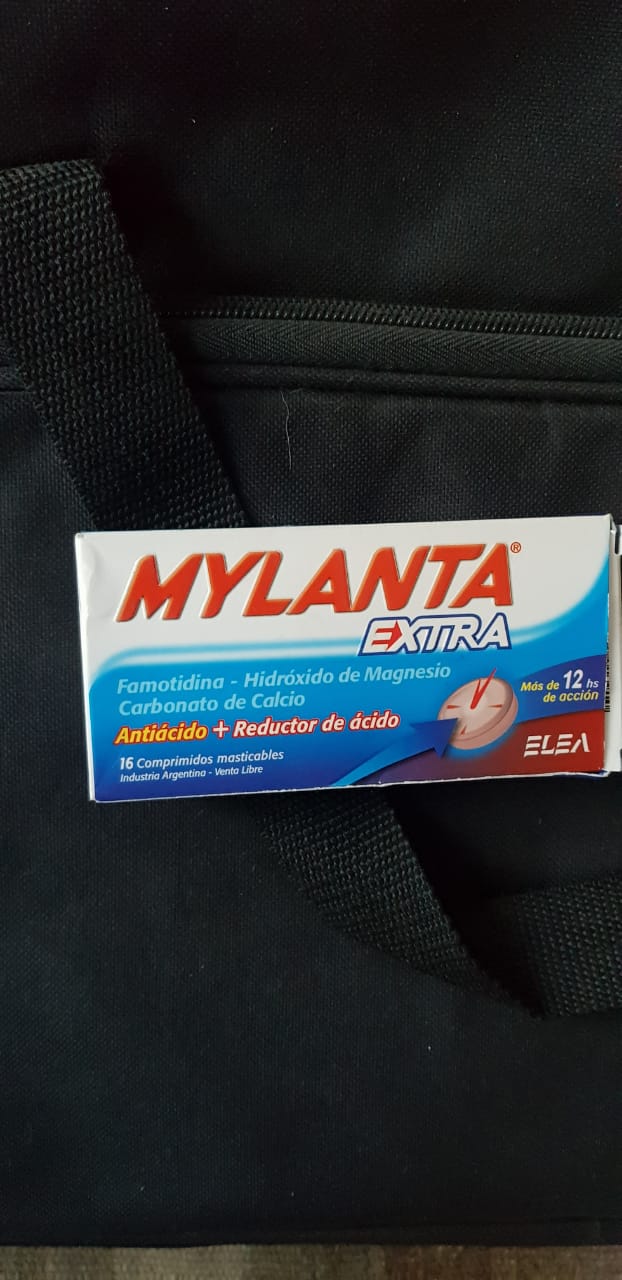 MYLANTA®
EXTRA
Famotidina - Hidróxido de Magnesio
Carbonato de Calcio
Antiácido + Reductor de ácido
16 Comprimidos masticables
Industria Argentina - Venta Libre
Más de 12 hs
de acción
ELEA